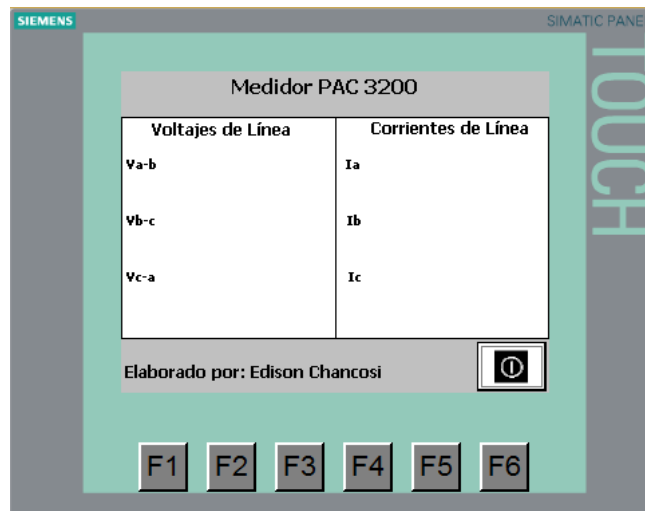 SIEMENS
SIMATIC PANE
TOUCH
Medidor PAC 3200
Voltajes de Línea
Corrientes de Línea
Va-b
Ia
Vb-c
Ib
Vc-a
Ic
Elaborado por: Edison Chancosi
F1 F2 F3 F4 F5 F6